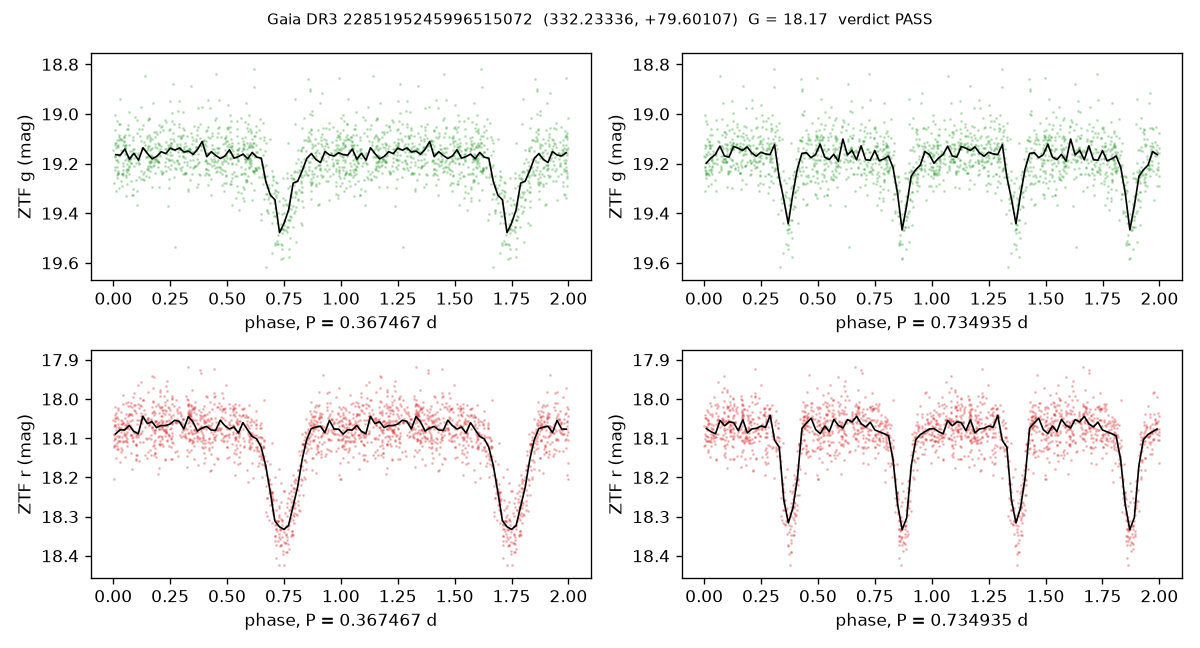 Gaia DR3 2285195245996515072 (332.23336, +79.60107) G = 18.17 verdict PASS
ZTF g (mag)
18.8
19.0
19.2
19.4
19.6
0.00 0.25 0.50 0.75 1.00 1.25 1.50 1.75 2.00
phase, P = 0.367467 d
ZTF g (mag)
18.8
19.0
19.2
19.4
19.6
0.00 0.25 0.50 0.75 1.00 1.25 1.50 1.75 2.00
phase, P = 0.734935 d
ZTF r (mag)
17.9
18.0
18.1
18.2
18.3
18.4
0.00 0.25 0.50 0.75 1.00 1.25 1.50 1.75 2.00
phase, P = 0.367467 d
ZTF r (mag)
17.9
18.0
18.1
18.2
18.3
18.4
0.00 0.25 0.50 0.75 1.00 1.25 1.50 1.75 2.00
phase, P = 0.734935 d